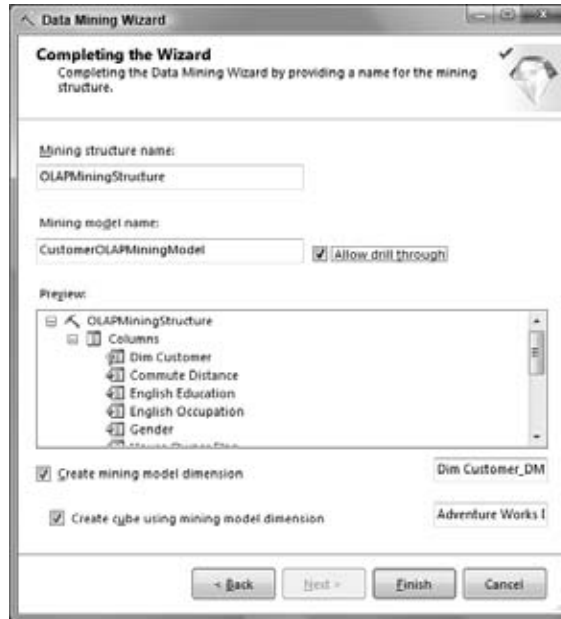 Data Mining Wizard
Completing the Wizard
Completing the Data Mining Wizard by providing a name for the mining
structure.
Mining structure name:
OLAPMiningStructure
Mining model name:
CustomerOLAPMiningModel
Allow drill through
Preview:
OLAPMiningStructure
Columns
Dim Customer
Commute Distance
English Education
English Occupation
Gender
Create mining model dimension
Dim Customer_DM
Create cube using mining model dimension
Adventure Works
< Back
Next >
Finish
Cancel